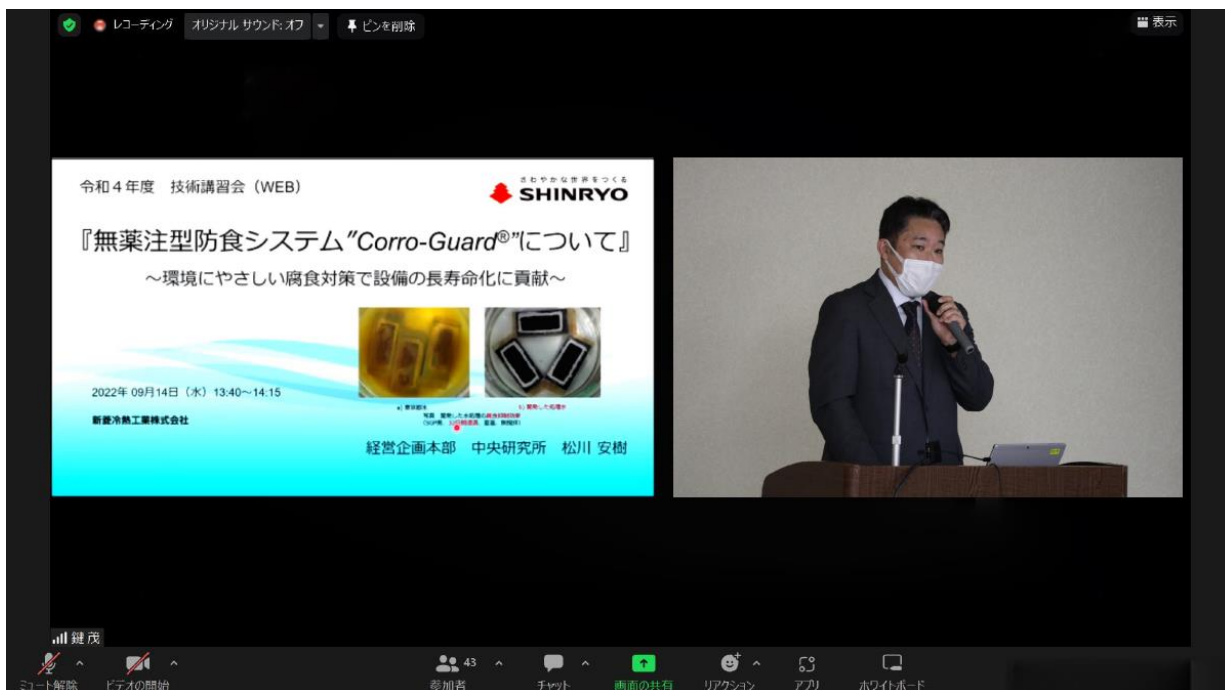 レコーディング
オリジナル サウンド: オフ
ピンを削除
表示
令和4年度 技術講習会（WEB）
さわやかな世界をつくる
SHINRYO
『無薬注型防食システム"Corro-Guard®"について』
～環境にやさしい腐食対策で設備の長寿命化に貢献～
2022年 09月14日（水）13:40～14:15
新菱冷熱工業株式会社
b) 開発した処理水
経営企画本部 中央研究所 松川 安樹
鍵 茂
ミュート解除
ビデオの開始
43
参加者
チャット
画面の共有
リアクション
アプリ
ホワイトボード